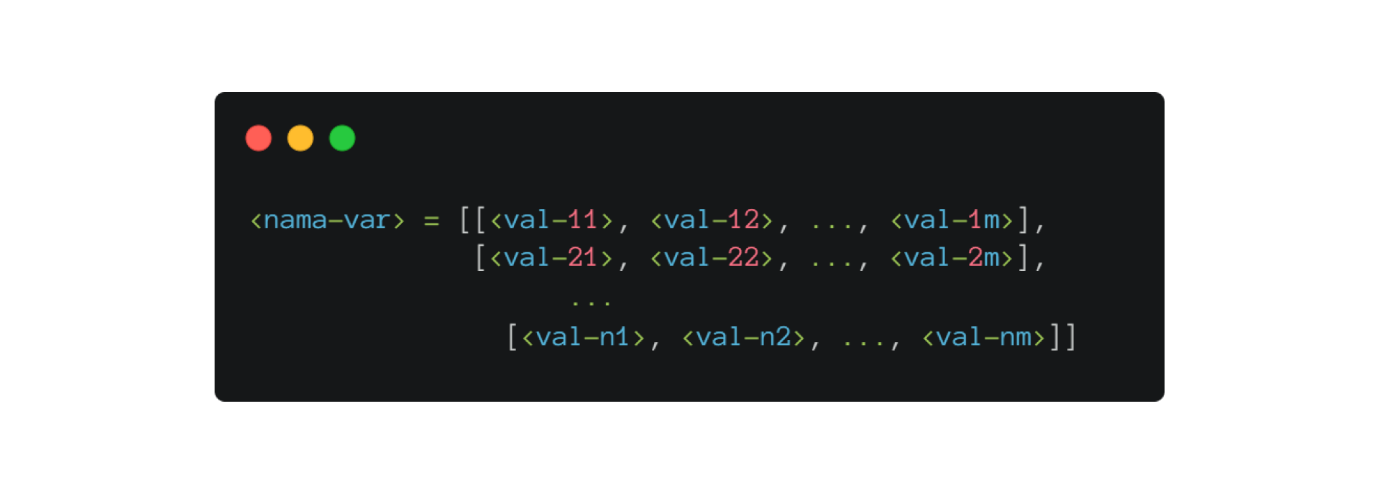 <nama-var> = [[<val-11>, <val-12>, ..., <val-1m>],
[<val-21>, <val-22>, ..., <val-2m>],
...
[<val-n1>, <val-n2>, ..., <val-nm>]]